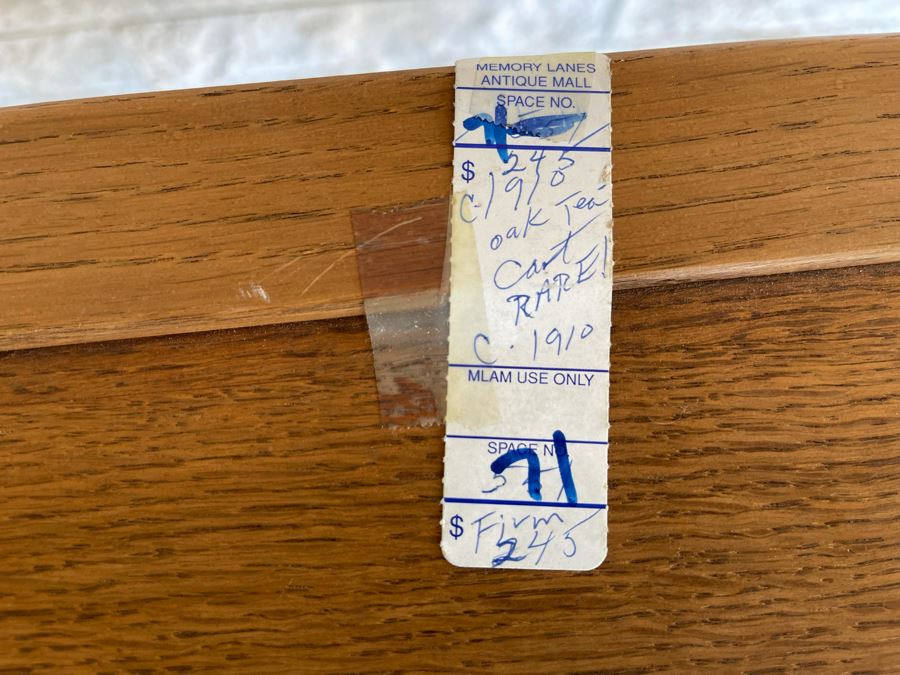 MEMORY LANES
ANTIQUE MALL
SPACE NO.
$ 245
C. 1910
oak Tea
Cart
RARE!
C. 1910
MLAM USE ONLY
SPACE NO.
71
$ Firm
245